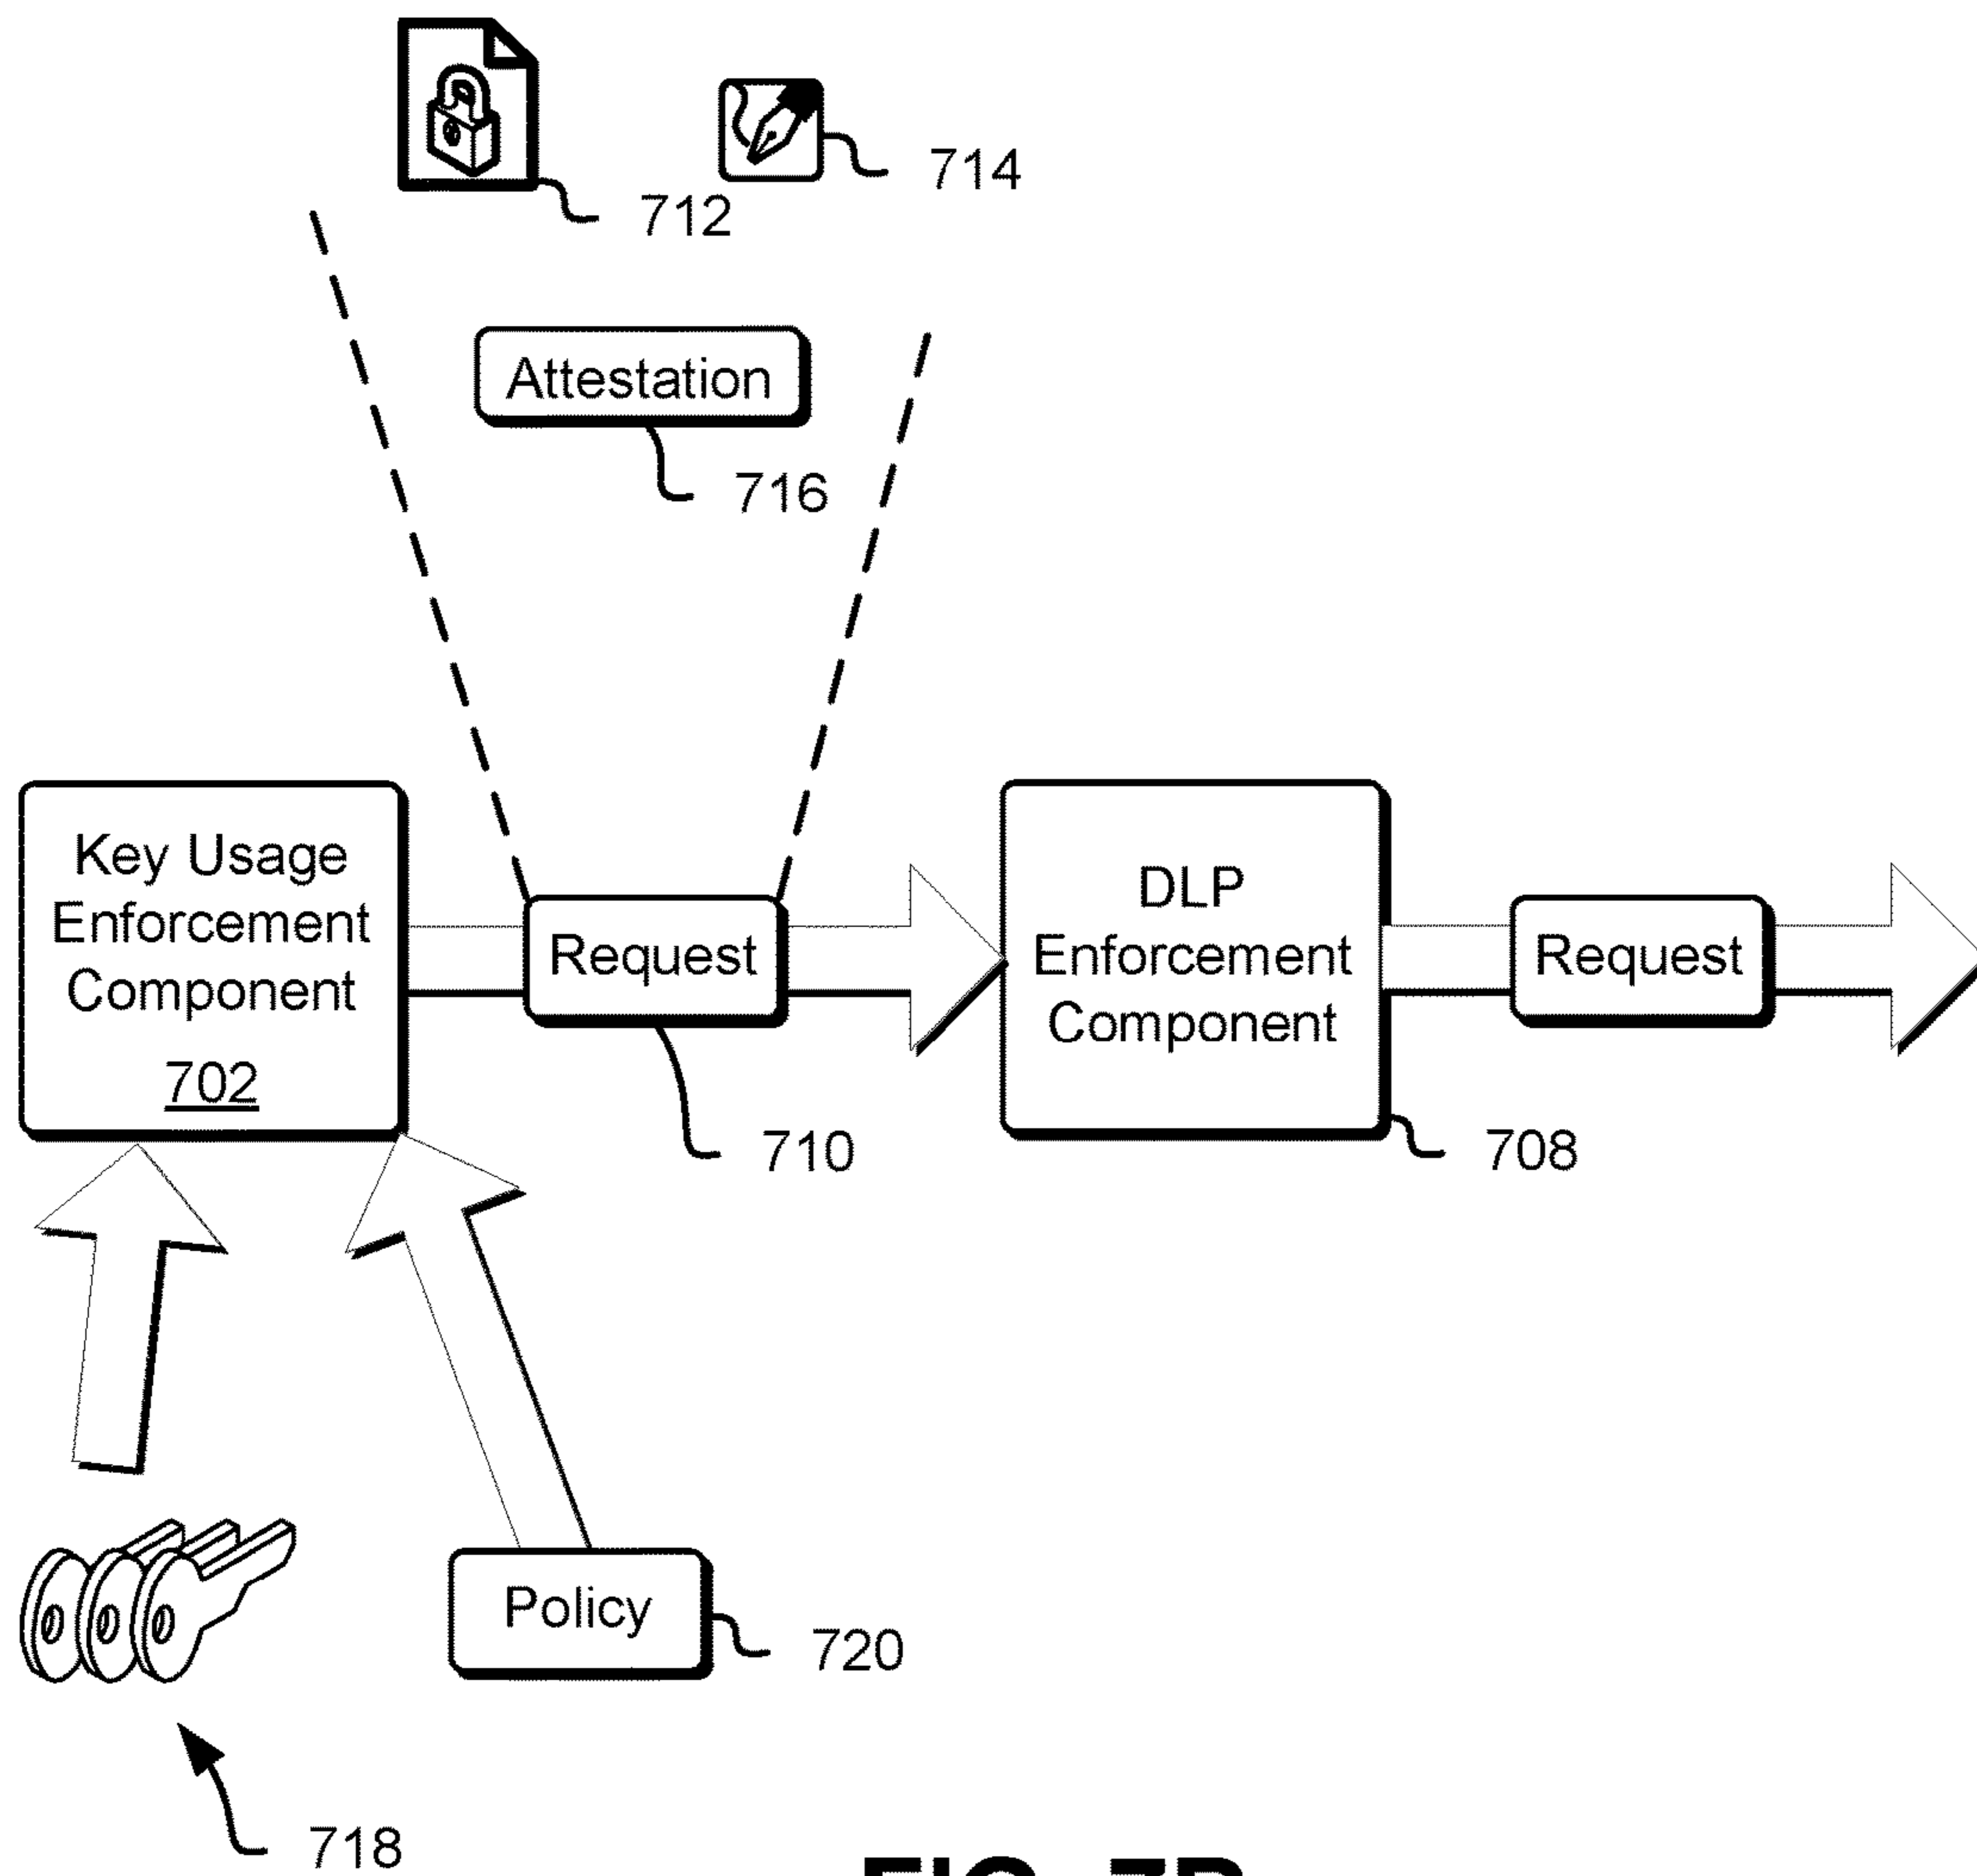 712
714
Attestation
716
Key Usage
Enforcement
Component
702
Request
710
DLP
Enforcement
Component
708
Request
Policy
720
718